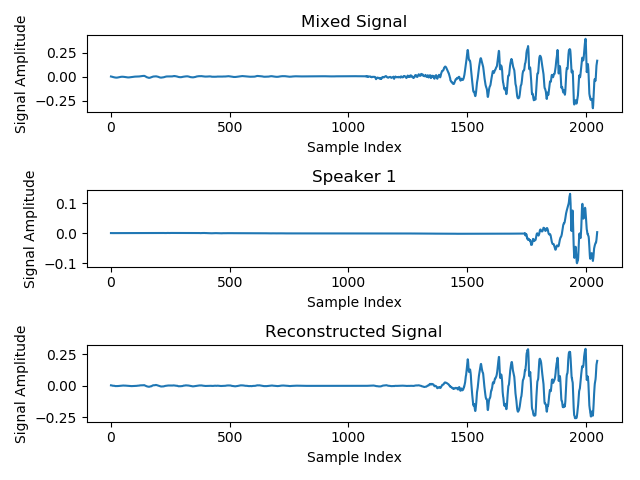 Mixed Signal
Signal Amplitude
0.25
0.00
−0.25
0 500 1000 1500 2000
Sample Index
Speaker 1
Signal Amplitude
0.1
0.0
−0.1
0 500 1000 1500 2000
Sample Index
Reconstructed Signal
Signal Amplitude
0.25
0.00
−0.25
0 500 1000 1500 2000
Sample Index